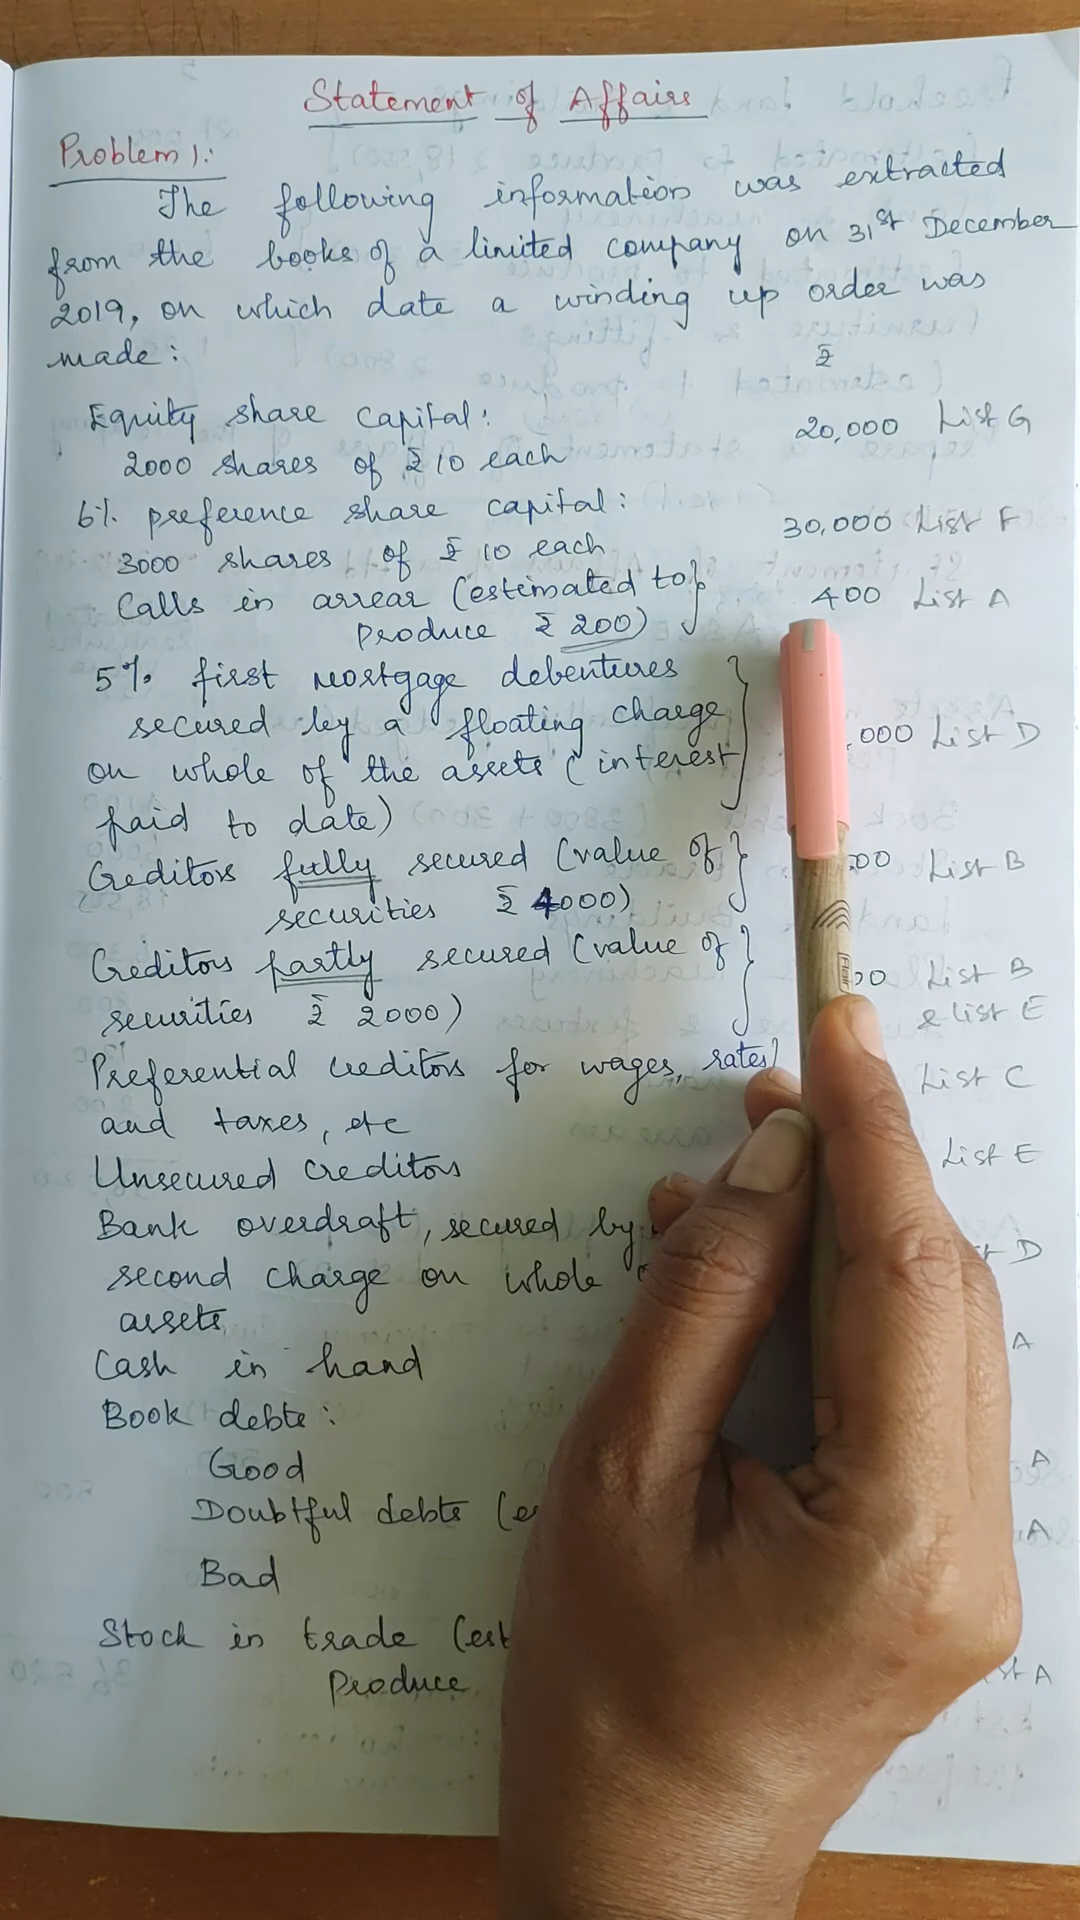 Statement of Affairs
Problem 1:
The following information was extracted
from the books of a limited company on 31st December
2019, on which date a winding up order was
made:
₹
Equity share capital:
2000 shares of ₹ 10 each 20,000 List G
6% preference share capital:
3000 shares of ₹ 10 each 30,000 List F
Calls in arrear (estimated to
produce ₹ 200) 400 List A
5% first mortgage debentures
secured by a floating charge
on whole of the assets (interest ,000 List D
paid to date)
Creditors fully secured (value of 00 List B
securities ₹ 4000)
Creditors partly secured (value of 0 List B
securities ₹ 2000) & List E
Preferential creditors for wages, rates List C
and taxes, etc
Unsecured creditors List E
Bank overdraft, secured by
second charge on whole D
assets
Cash in hand A
Book debts:
Good A
Doubtful debts (es A
Bad
Stock in trade (est
Produce st A